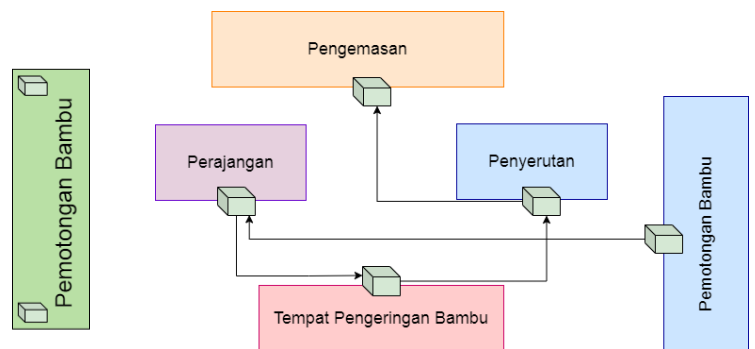 Pengemasan
Pemotongan Bambu
Perajangan
Penyerutan
Pemotongan Bambu
Tempat Pengeringan Bambu